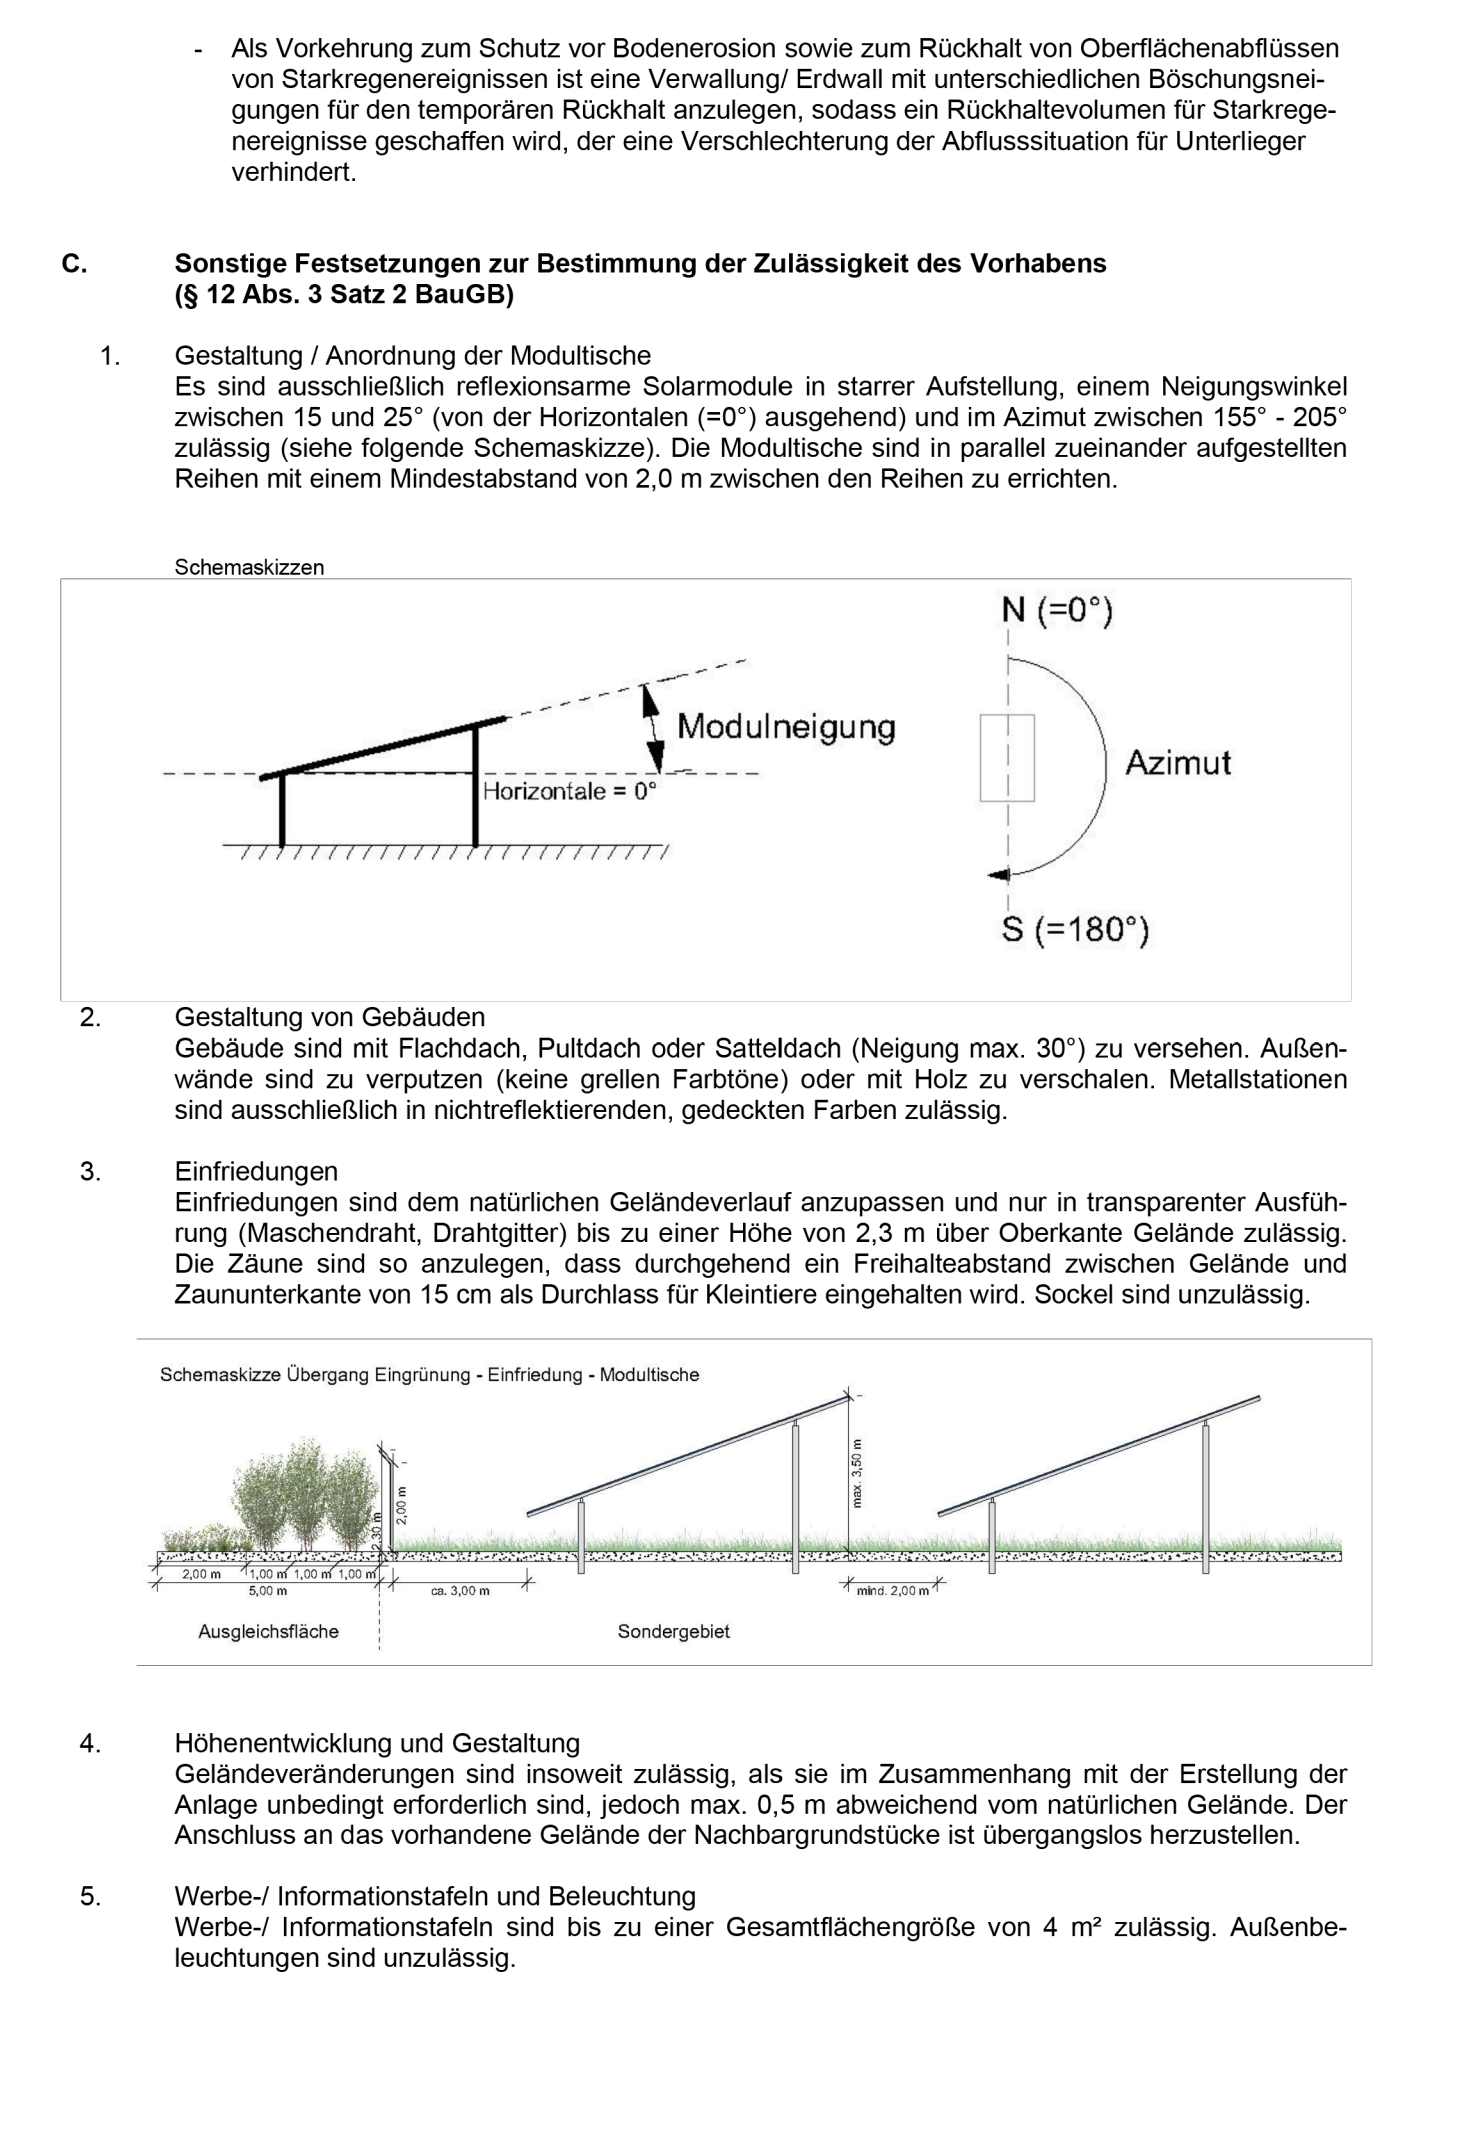 - Als Vorkehrung zum Schutz vor Bodenerosion sowie zum Rückhalt von Oberflächenabflüssen
von Starkregenereignissen ist eine Verwallung/ Erdwall mit unterschiedlichen Böschungsnei-
gungen für den temporären Rückhalt anzulegen, sodass ein Rückhaltevolumen für Starkrege-
nereignisse geschaffen wird, der eine Verschlechterung der Abflusssituation für Unterlieger
verhindert.
C. Sonstige Festsetzungen zur Bestimmung der Zulässigkeit des Vorhabens
(§ 12 Abs. 3 Satz 2 BauGB)
1. Gestaltung / Anordnung der Modultische
Es sind ausschließlich reflexionsarme Solarmodule in starrer Aufstellung, einem Neigungswinkel
zwischen 15 und 25° (von der Horizontalen (=0°) ausgehend) und im Azimut zwischen 155° - 205°
zulässig (siehe folgende Schemaskizze). Die Modultische sind in parallel zueinander aufgestellten
Reihen mit einem Mindestabstand von 2,0 m zwischen den Reihen zu errichten.
Schemaskizzen
N (=0°)
Modulneigung
Azimut
Horizontale = 0°
S (=180°)
2. Gestaltung von Gebäuden
Gebäude sind mit Flachdach, Pultdach oder Satteldach (Neigung max. 30°) zu versehen. Außen-
wände sind zu verputzen (keine grellen Farbtöne) oder mit Holz zu verschalen. Metallstationen
sind ausschließlich in nichtreflektierenden, gedeckten Farben zulässig.
3. Einfriedungen
Einfriedungen sind dem natürlichen Geländeverlauf anzupassen und nur in transparenter Ausfüh-
rung (Maschendraht, Drahtgitter) bis zu einer Höhe von 2,3 m über Oberkante Gelände zulässig.
Die Zäune sind so anzulegen, dass durchgehend ein Freihalteabstand zwischen Gelände und
Zaununterkante von 15 cm als Durchlass für Kleintiere eingehalten wird. Sockel sind unzulässig.
Schemaskizze Übergang Eingrünung - Einfriedung - Modultische
2,30 m
2,00 m
max. 3,50 m
2,00 m 1,00 m 1,00 m 1,00 m
5,00 m
ca. 3,00 m
mind. 2,00 m
Ausgleichsfläche
Sondergebiet
4. Höhenentwicklung und Gestaltung
Geländeveränderungen sind insoweit zulässig, als sie im Zusammenhang mit der Erstellung der
Anlage unbedingt erforderlich sind, jedoch max. 0,5 m abweichend vom natürlichen Gelände. Der
Anschluss an das vorhandene Gelände der Nachbargrundstücke ist übergangslos herzustellen.
5. Werbe-/ Informationstafeln und Beleuchtung
Werbe-/ Informationstafeln sind bis zu einer Gesamtflächengröße von 4 m² zulässig. Außenbe-
leuchtungen sind unzulässig.